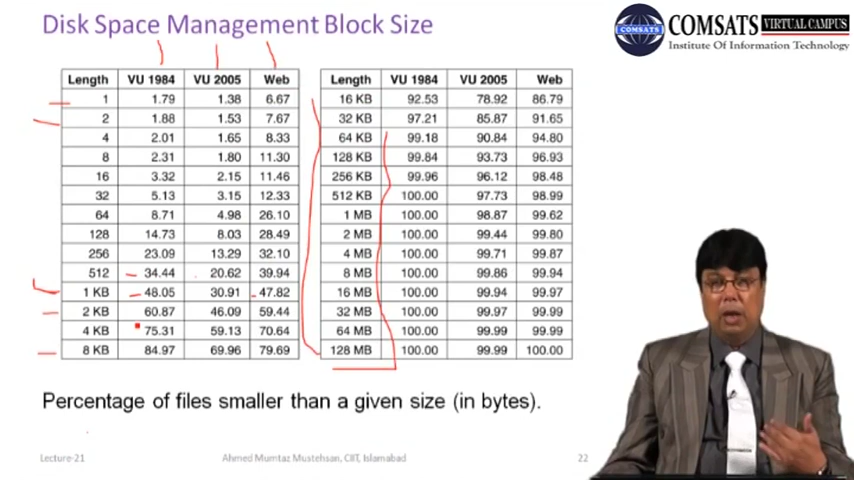 Disk Space Management Block Size
COMSATS
COMSATS VIRTUAL CAMPUS
Institute Of Information Technology
Length VU 1984 VU 2005 Web
1 1.79 1.38 6.67
2 1.88 1.53 7.67
4 2.01 1.65 8.33
8 2.31 1.80 11.30
16 3.32 2.15 11.46
32 5.13 3.15 12.33
64 8.71 4.98 26.10
128 14.73 8.03 28.49
256 23.09 13.29 32.10
512 34.44 20.62 39.94
1 KB 48.05 30.91 47.82
2 KB 60.87 46.09 59.44
4 KB 75.31 59.13 70.64
8 KB 84.97 69.96 79.69
Length VU 1984 VU 2005 Web
16 KB 92.53 78.92 86.79
32 KB 97.21 85.87 91.65
64 KB 99.18 90.84 94.80
128 KB 99.84 93.73 96.93
256 KB 99.96 96.12 98.48
512 KB 100.00 97.73 98.99
1 MB 100.00 98.87 99.62
2 MB 100.00 99.44 99.80
4 MB 100.00 99.71 99.87
8 MB 100.00 99.86 99.94
16 MB 100.00 99.94 99.97
32 MB 100.00 99.97 99.99
64 MB 100.00 99.99 99.99
128 MB 100.00 99.99 100.00
Percentage of files smaller than a given size (in bytes).
Lecture-21
Ahmed Mumtaz Mustehsan, CIIT, Islamabad
22